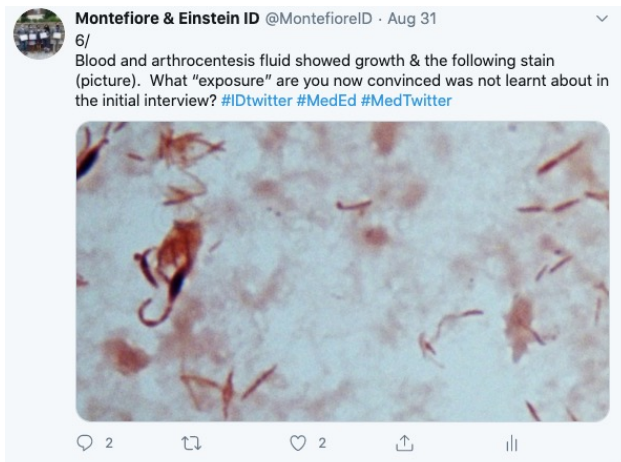 Montefiore & Einstein ID @MontefioreID · Aug 31
6/
Blood and arthrocentesis fluid showed growth & the following stain
(picture).  What “exposure” are you now convinced was not learnt about in
the initial interview? #IDtwitter #MedEd #MedTwitter
2 2